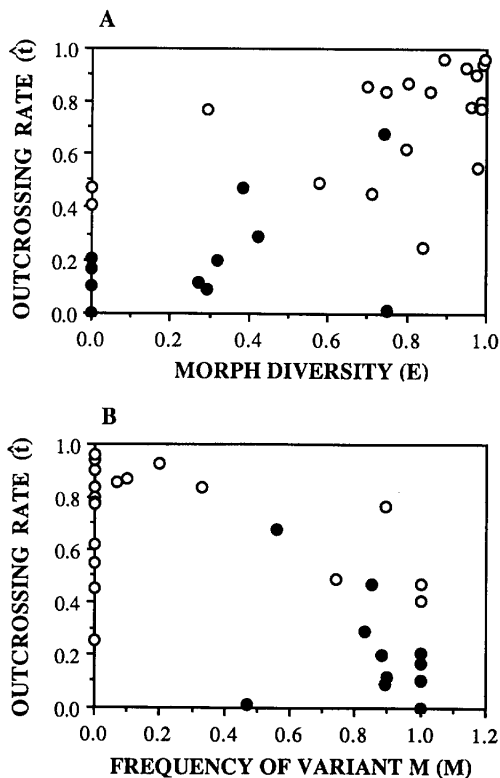 A
OUTCROSSING RATE (t̂)
1.0
0.8
0.6
0.4
0.2
0.0
0.0 0.2 0.4 0.6 0.8 1.0
MORPH DIVERSITY (E)
B
OUTCROSSING RATE (t̂)
1.0
0.8
0.6
0.4
0.2
0.0
0.0 0.2 0.4 0.6 0.8 1.0 1.2
FREQUENCY OF VARIANT M (M)